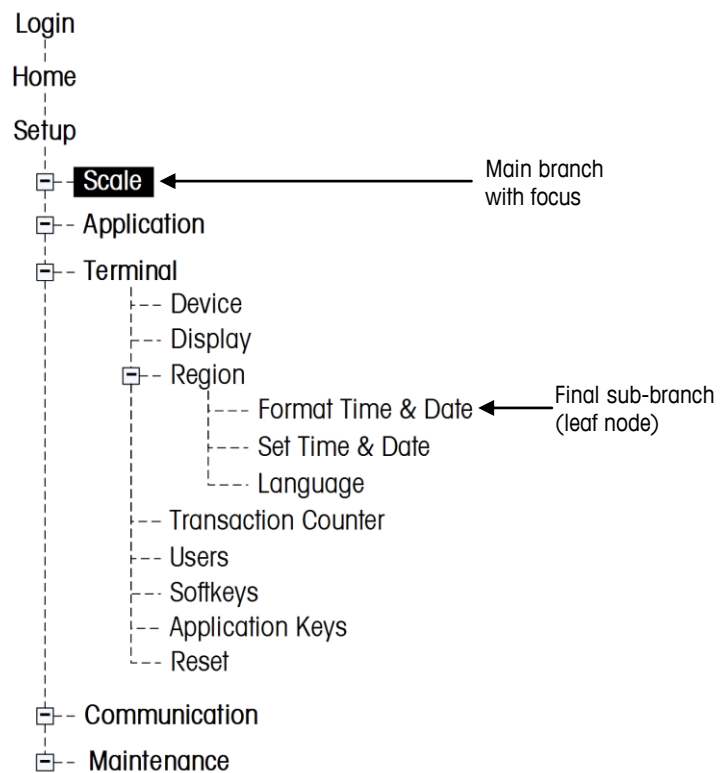 Login
Home
Setup
Scale
Main branch
with focus
Application
Terminal
Device
Display
Region
Format Time & Date
Final sub-branch
(leaf node)
Set Time & Date
Language
Transaction Counter
Users
Softkeys
Application Keys
Reset
Communication
Maintenance